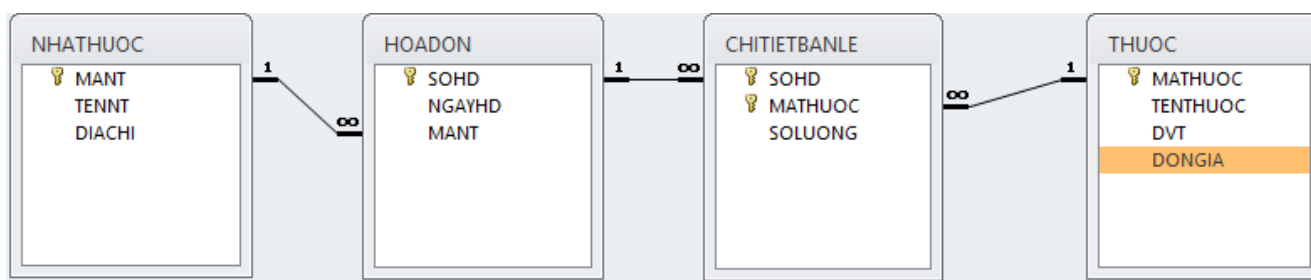 NHATHUOC
MANT
TENNT
DIACHI
1
∞
HOADON
SOHD
NGAYHD
MANT
1
∞
CHITIETBANLE
SOHD
MATHUOC
SOLUONG
∞
1
THUOC
MATHUOC
TENTHUOC
DVT
DONGIA